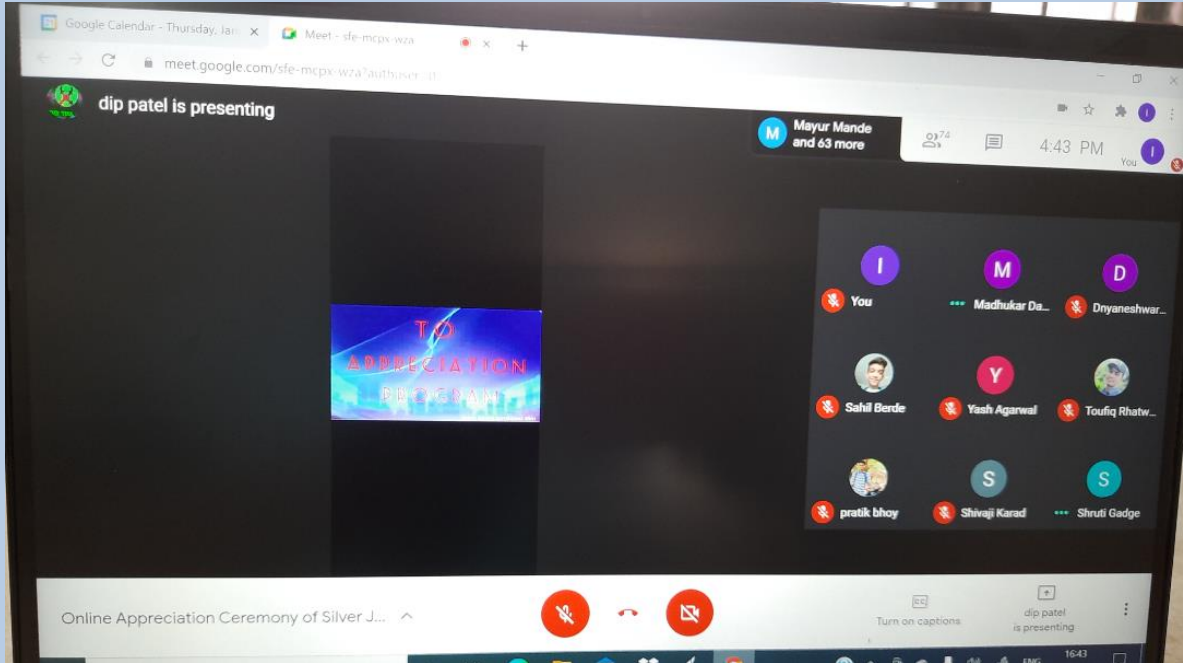 Google Calendar - Thursday, Jan
Meet - sfe-mcpx-wza
meet.google.com/sfe-mcpx-wza?authuser=0
dip patel is presenting
M
Mayur Mande
and 63 more
74
4:43 PM
I
You
I
I
M
D
You
Madhukar Da...
Dnyaneshwar...
Y
Sahil Berde
Yash Agarwal
Toufiq Rhatw...
S
S
pratik bhoy
Shivaji Karad
Shruti Gadge
TO
APPRECIATION
PROGRAM
Online Appreciation Ceremony of Silver J...
Turn on captions
dip patel
is presenting
ENG
16:43